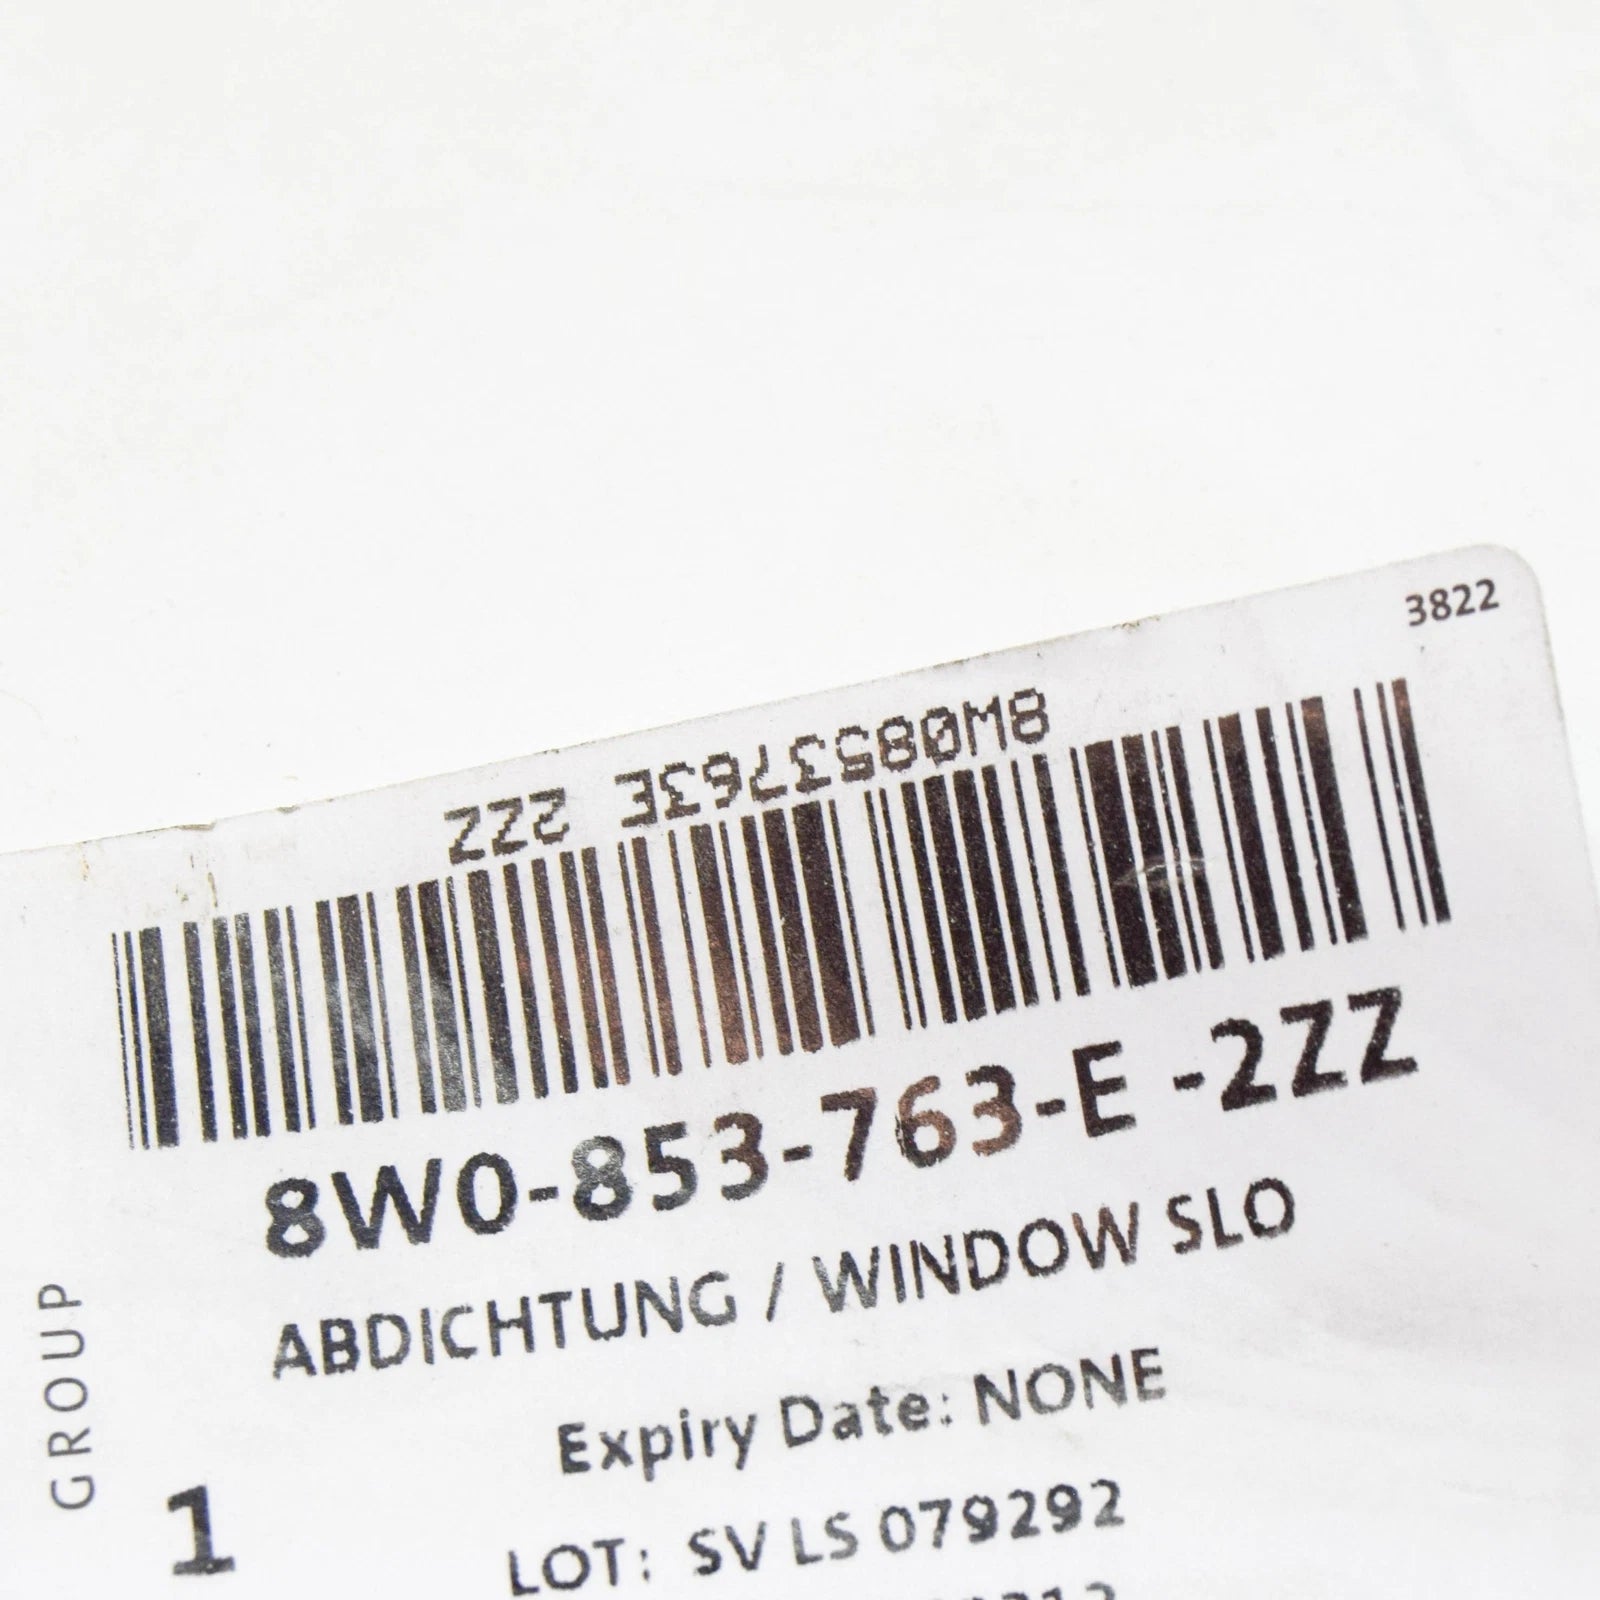 3822
8W0853763E 2ZZ
8W0-853-763-E -2ZZ
ABDICHTUNG / WINDOW SLO
Expiry Date: NONE
GROUP
1
LOT: SV LS 079292